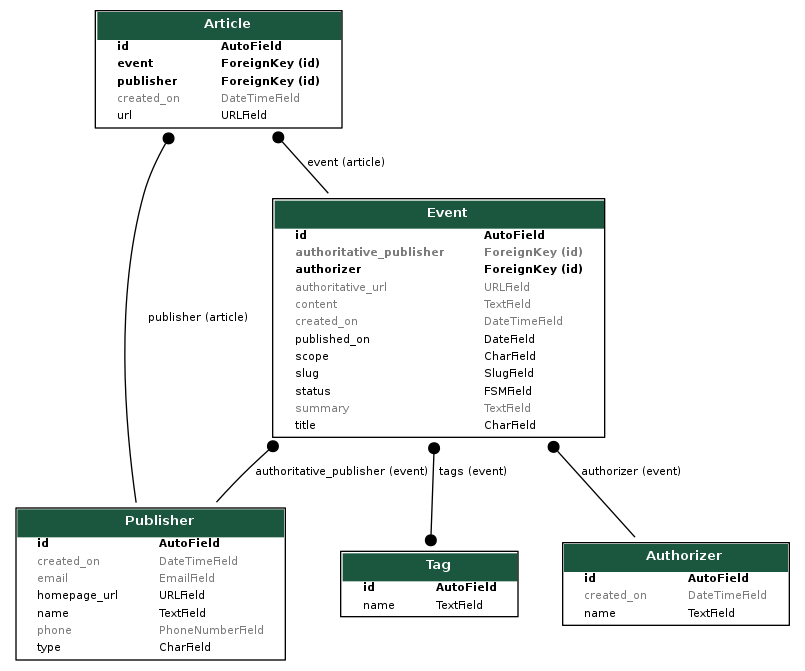 Article
id AutoField
event ForeignKey (id)
publisher ForeignKey (id)
created_on DateTimeField
url URLField
event (article)
Event
id AutoField
authoritative_publisher ForeignKey (id)
authorizer ForeignKey (id)
authoritative_url URLField
content TextField
created_on DateTimeField
published_on DateField
scope CharField
slug SlugField
status FSMField
summary TextField
title CharField
publisher (article)
authoritative_publisher (event)
tags (event)
authorizer (event)
Publisher
id AutoField
created_on DateTimeField
email EmailField
homepage_url URLField
name TextField
phone PhoneNumberField
type CharField
Tag
id AutoField
name TextField
Authorizer
id AutoField
created_on DateTimeField
name TextField